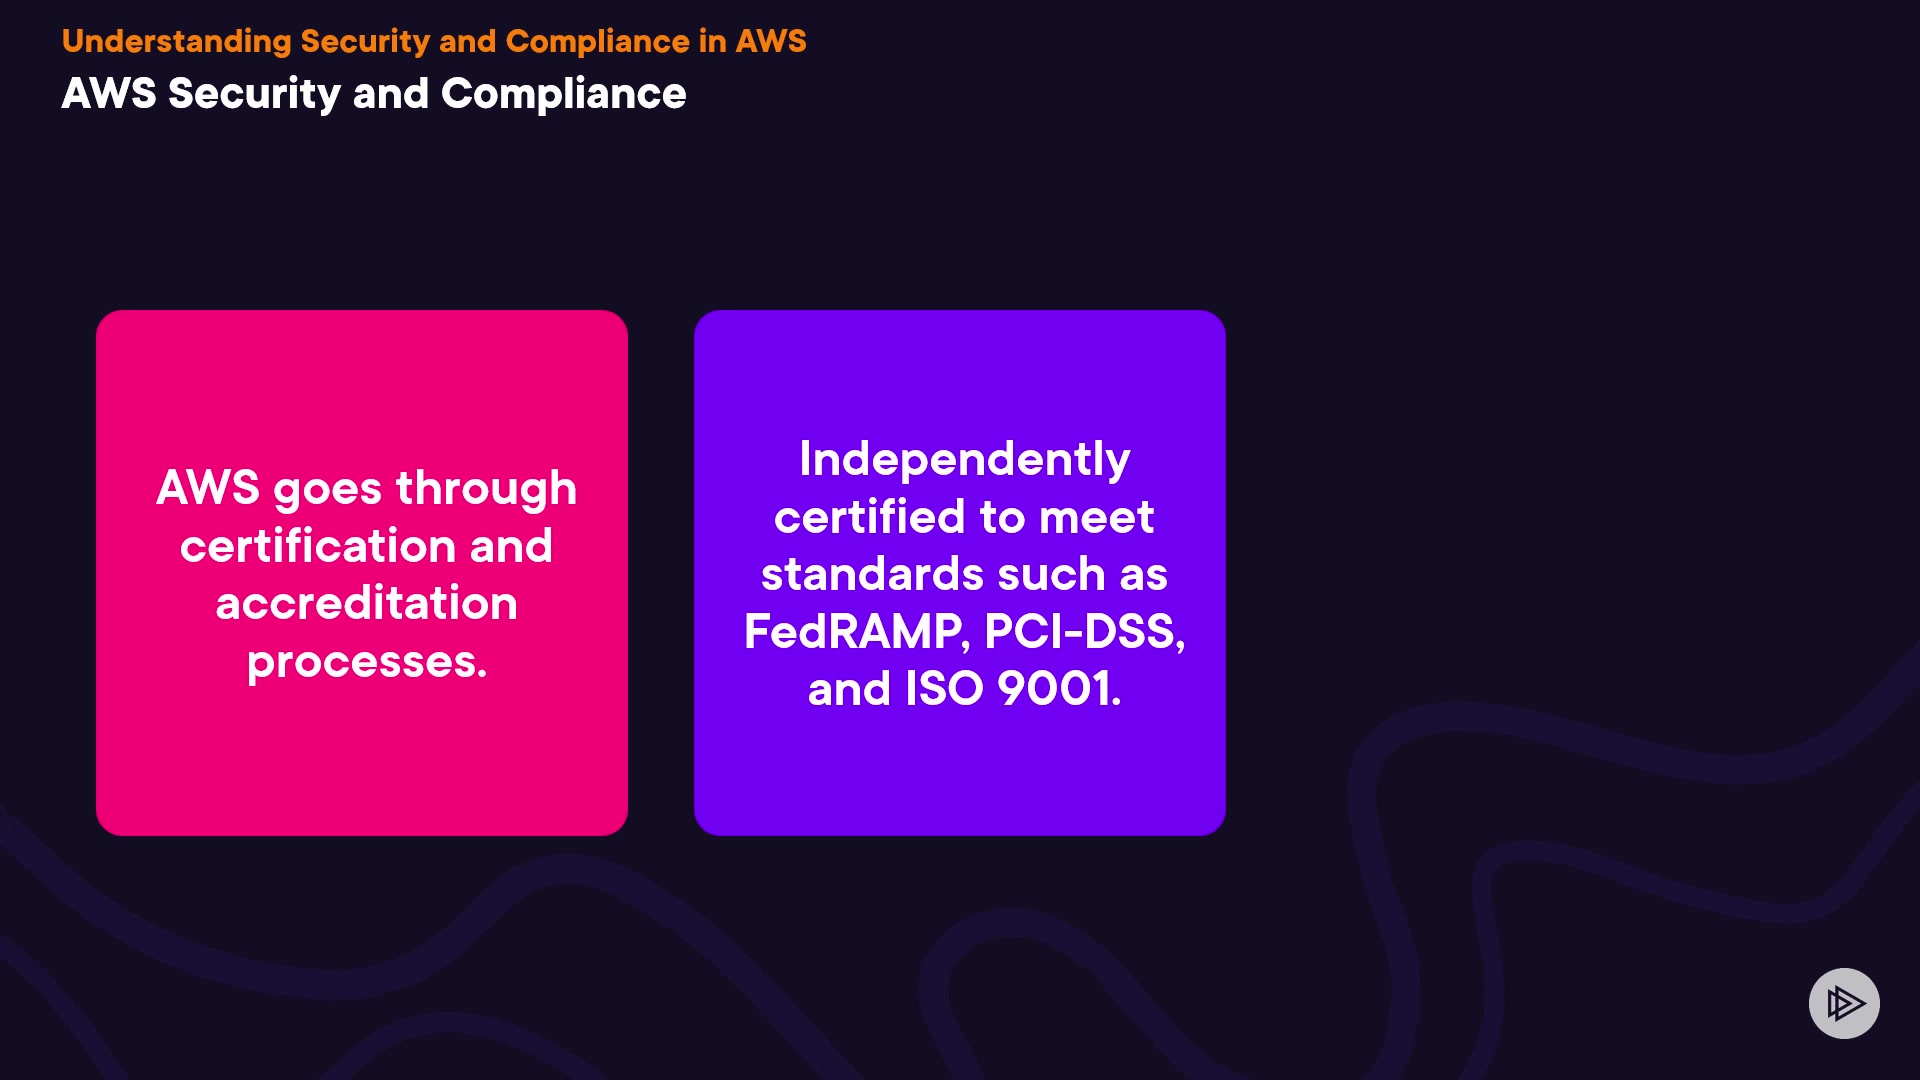 Understanding Security and Compliance in AWS
AWS Security and Compliance
AWS goes through
certification and
accreditation
processes.
Independently
certified to meet
standards such as
FedRAMP, PCI-DSS,
and ISO 9001.